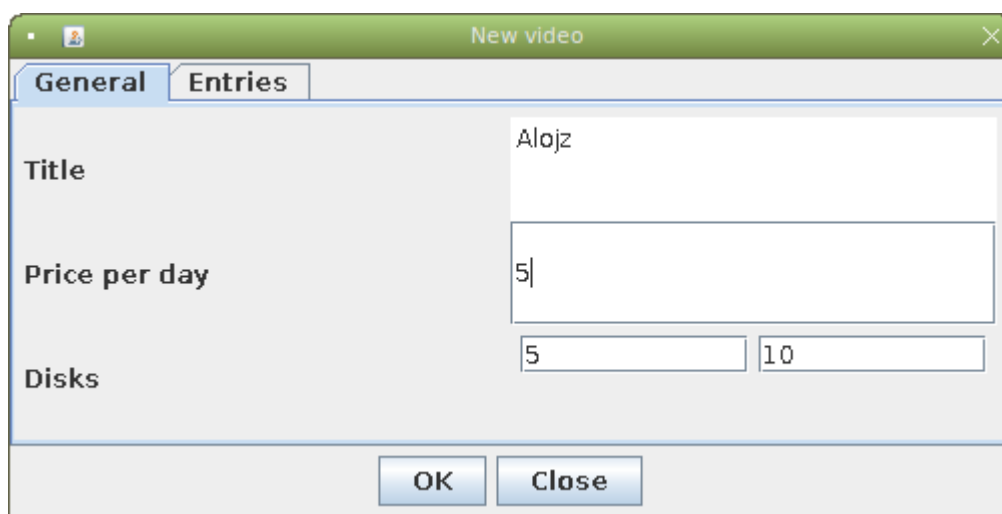 New video
General Entries
Title Alojz
Price per day 5
Disks 5 10
OK Close